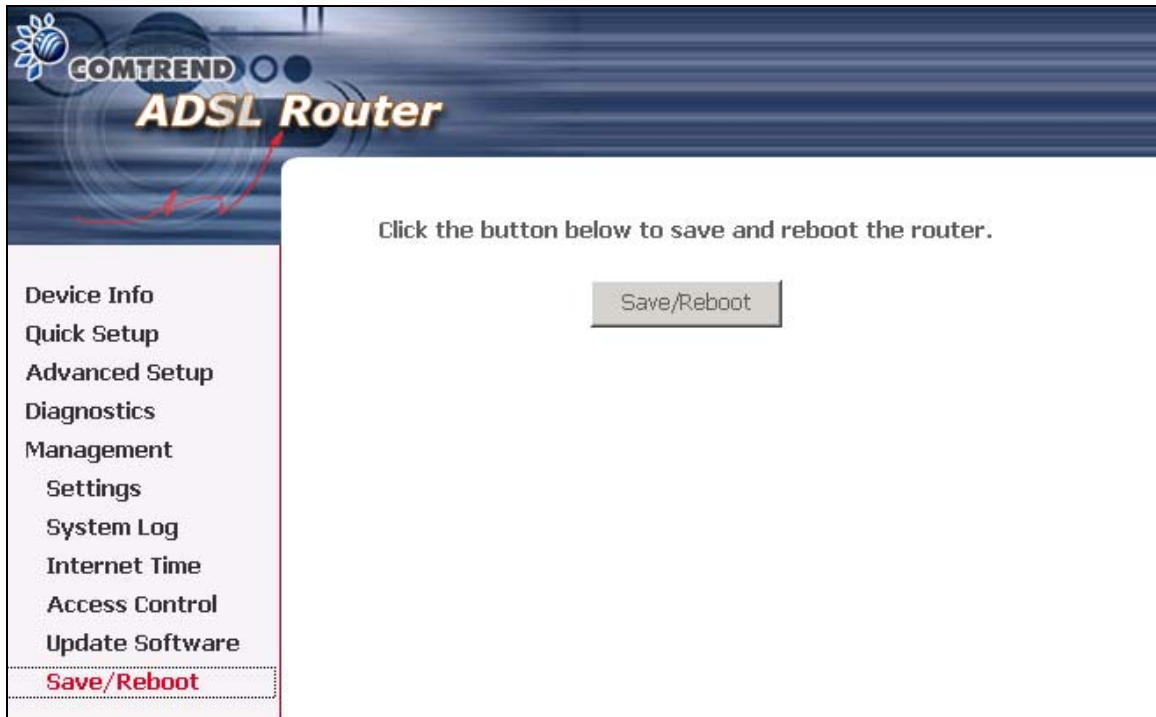 COMTREND
ADSL Router
Click the button below to save and reboot the router.
Save/Reboot
Device Info
Quick Setup
Advanced Setup
Diagnostics
Management
Settings
System Log
Internet Time
Access Control
Update Software
Save/Reboot